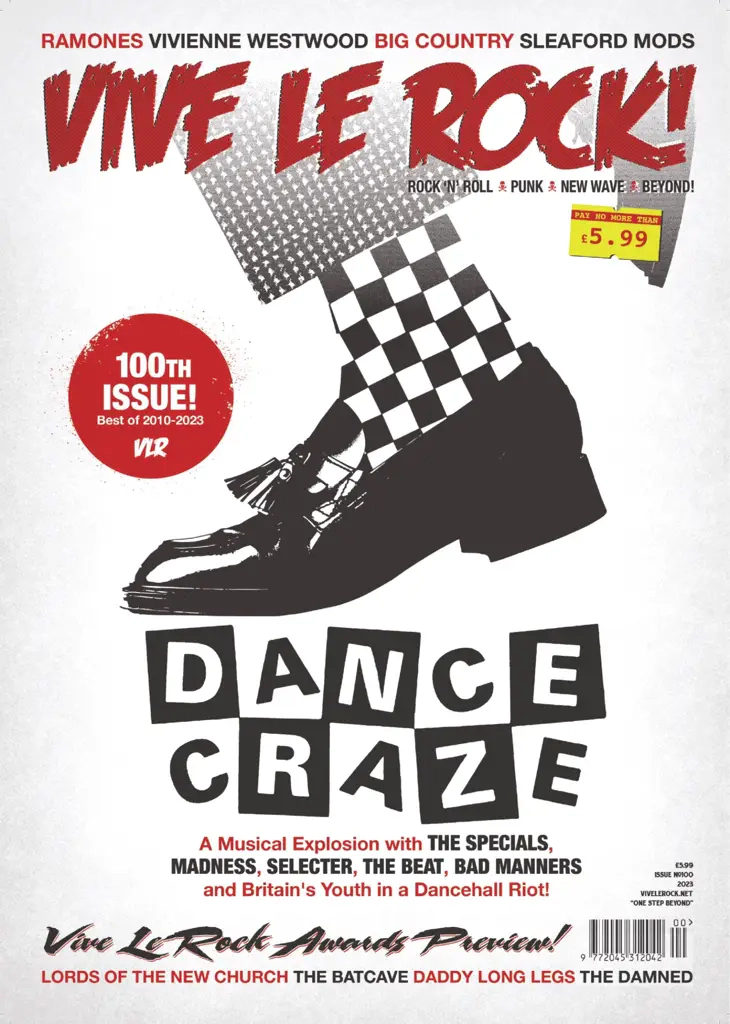 RAMONES VIVIENNE WESTWOOD BIG COUNTRY SLEAFORD MODS
VIVE LE ROCK!
ROCK 'N' ROLL PUNK NEW WAVE BEYOND!
PAY NO MORE THAN
£5.99
100TH
ISSUE!
Best of 2010-2023
VLR
DANCE
CRAZE
A Musical Explosion with THE SPECIALS,
MADNESS, SELECTER, THE BEAT, BAD MANNERS
and Britain's Youth in a Dancehall Riot!
£5.99
ISSUE Nº100
2023
VIVELEROCK.NET
"ONE STEP BEYOND"
Vive Le Rock Awards Preview!
00>
9 772045 312042
LORDS OF THE NEW CHURCH THE BATCAVE DADDY LONG LEGS THE DAMNED